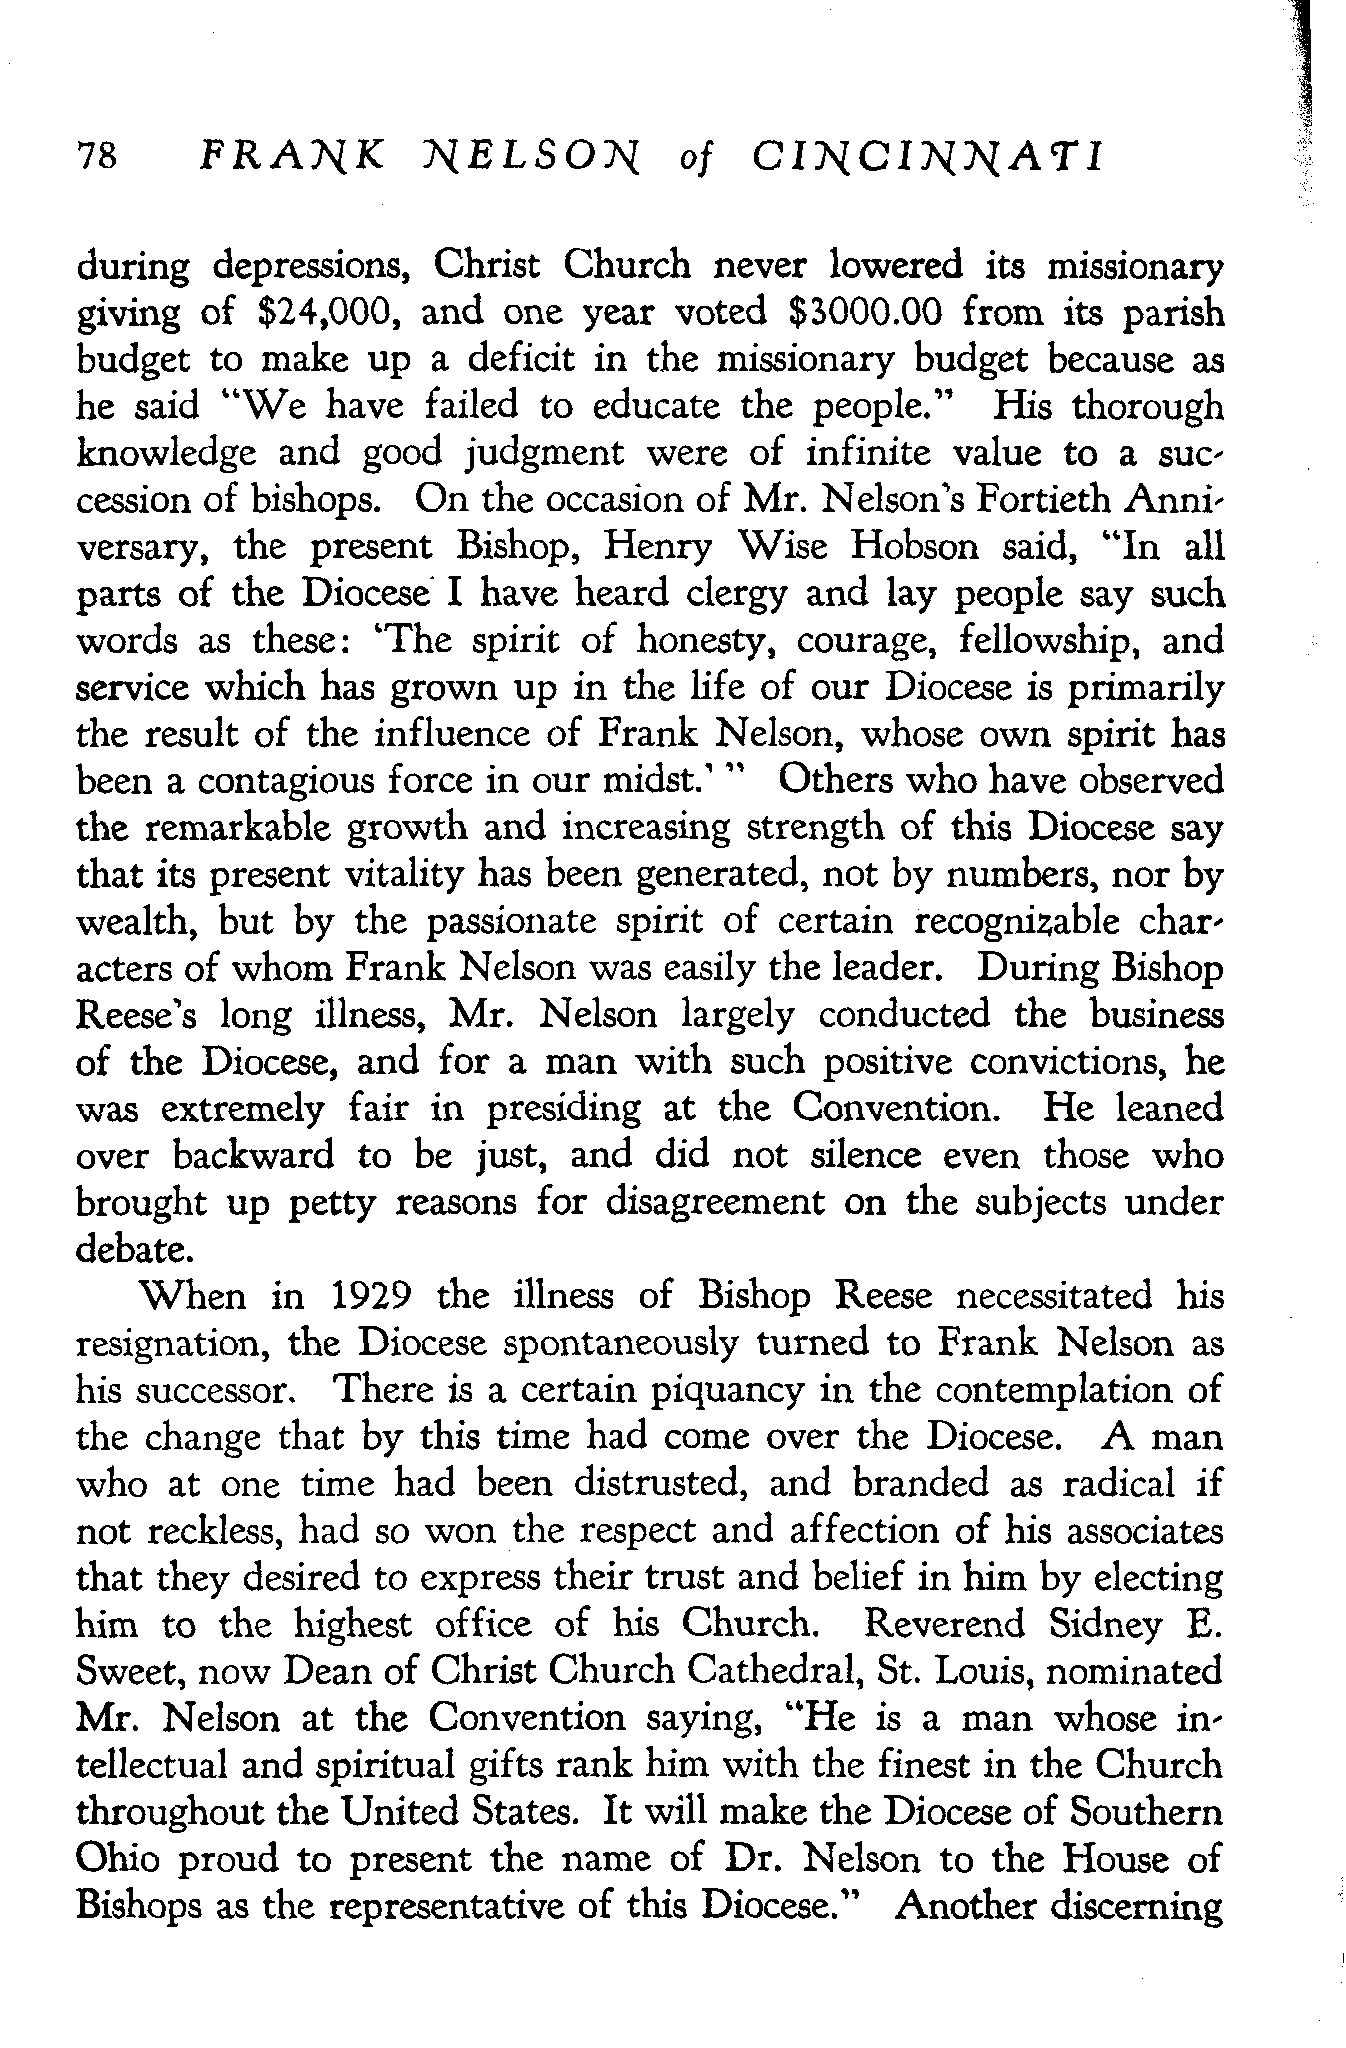 78 FRANK NELSON of CINCINNATI
during depressions, Christ Church never lowered its missionary
giving of $24,000, and one year voted $3000.00 from its parish
budget to make up a deficit in the missionary budget because as
he said "We have failed to educate the people." His thorough
knowledge and good judgment were of infinite value to a suc-
cession of bishops. On the occasion of Mr. Nelson's Fortieth Anni-
versary, the present Bishop, Henry Wise Hobson said, "In all
parts of the Diocese I have heard clergy and lay people say such
words as these: 'The spirit of honesty, courage, fellowship, and
service which has grown up in the life of our Diocese is primarily
the result of the influence of Frank Nelson, whose own spirit has
been a contagious force in our midst.' " Others who have observed
the remarkable growth and increasing strength of this Diocese say
that its present vitality has been generated, not by numbers, nor by
wealth, but by the passionate spirit of certain recognizable char-
acters of whom Frank Nelson was easily the leader. During Bishop
Reese's long illness, Mr. Nelson largely conducted the business
of the Diocese, and for a man with such positive convictions, he
was extremely fair in presiding at the Convention. He leaned
over backward to be just, and did not silence even those who
brought up petty reasons for disagreement on the subjects under
debate.
When in 1929 the illness of Bishop Reese necessitated his
resignation, the Diocese spontaneously turned to Frank Nelson as
his successor. There is a certain piquancy in the contemplation of
the change that by this time had come over the Diocese. A man
who at one time had been distrusted, and branded as radical if
not reckless, had so won the respect and affection of his associates
that they desired to express their trust and belief in him by electing
him to the highest office of his Church. Reverend Sidney E.
Sweet, now Dean of Christ Church Cathedral, St. Louis, nominated
Mr. Nelson at the Convention saying, "He is a man whose in-
tellectual and spiritual gifts rank him with the finest in the Church
throughout the United States. It will make the Diocese of Southern
Ohio proud to present the name of Dr. Nelson to the House of
Bishops as the representative of this Diocese." Another discerning